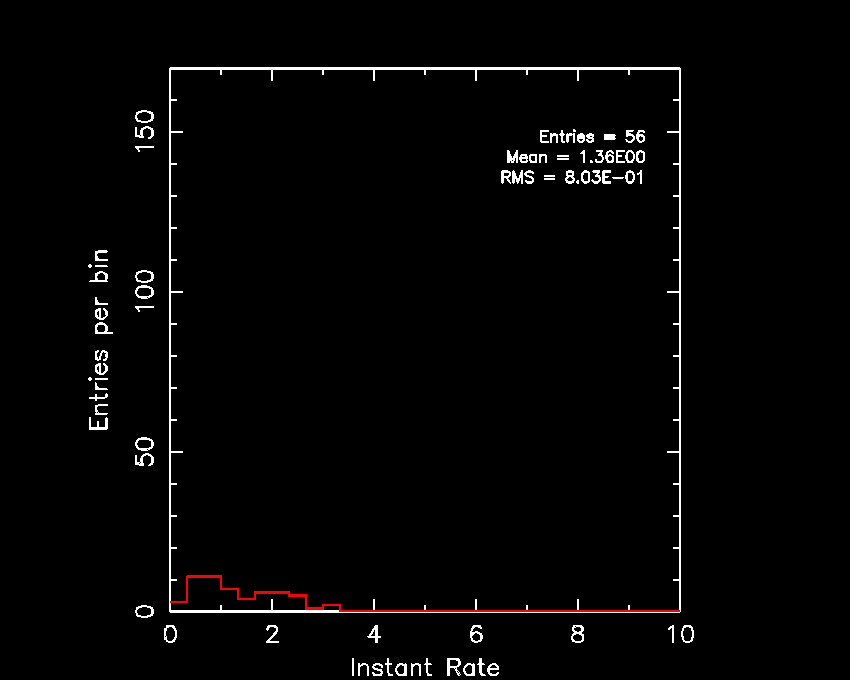 Entries = 56
Mean = 1.36E00
RMS = 8.03E-01
Entries per bin
150
100
50
0
0 2 4 6 8 10
Instant Rate